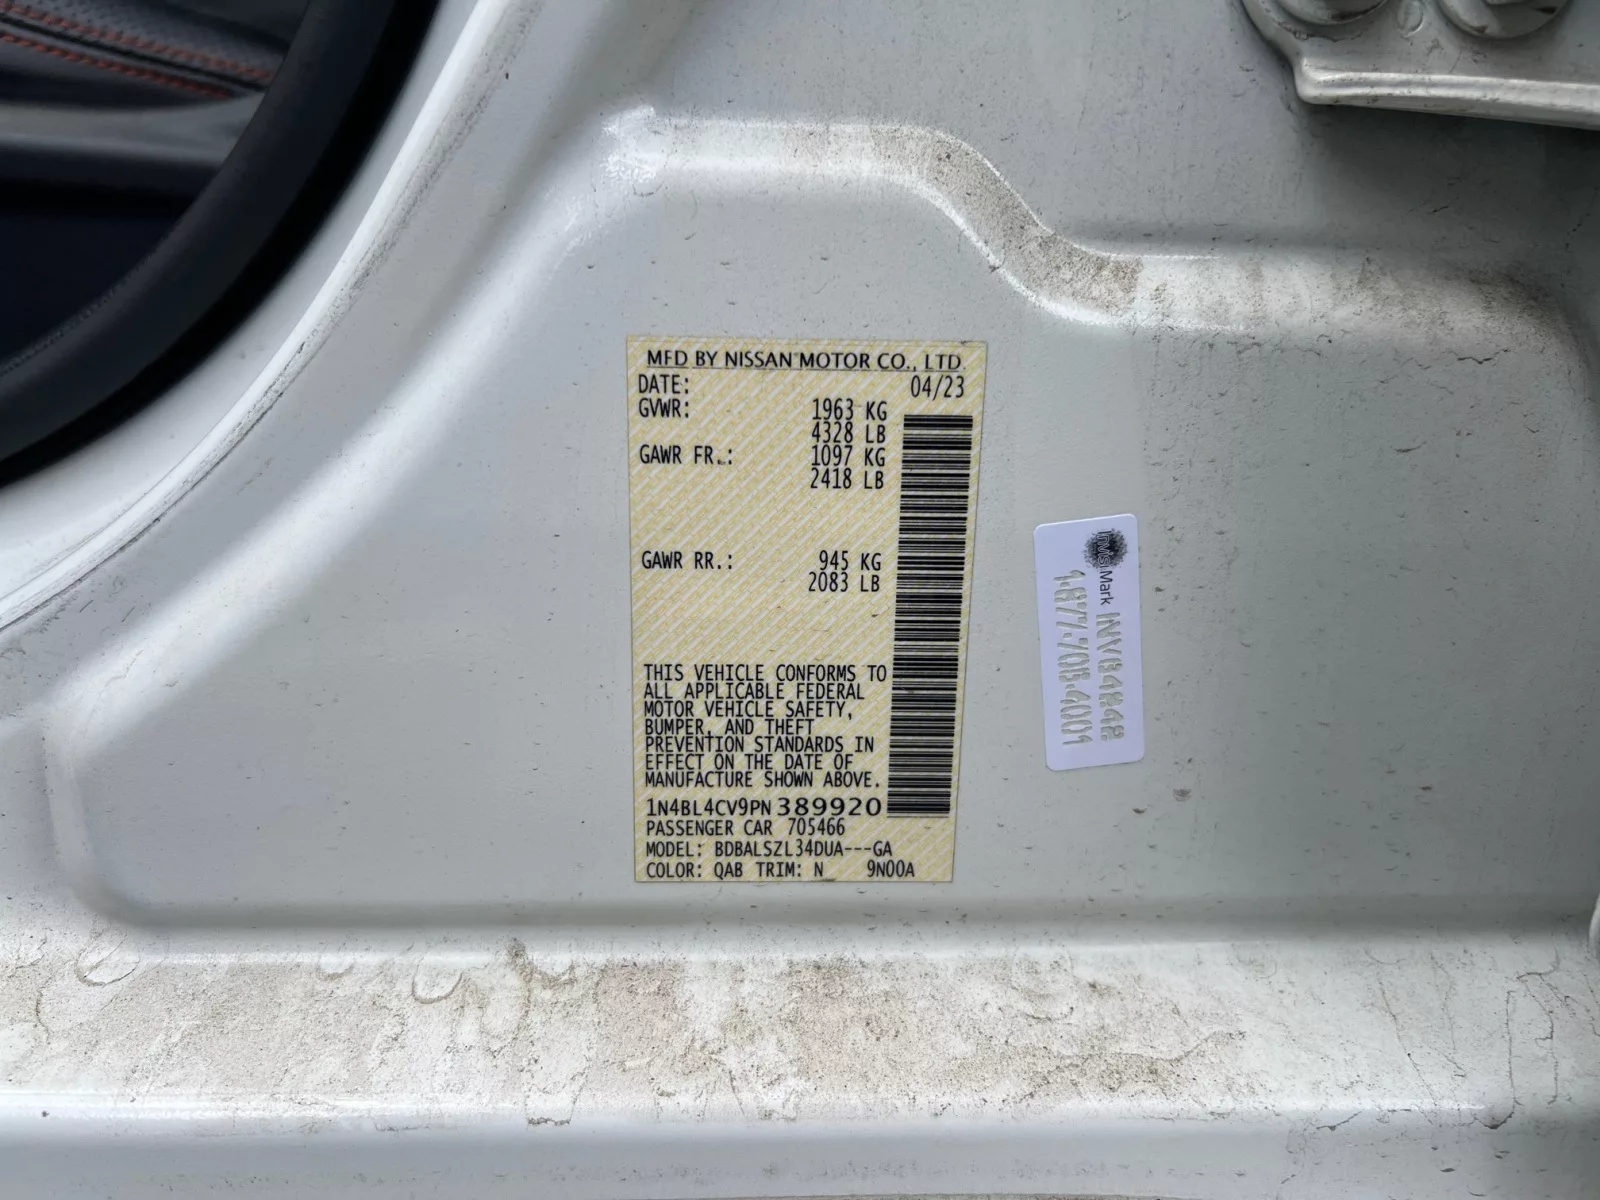 MFD BY NISSAN MOTOR CO., LTD.
DATE: 04/23
GVWR: 1963 KG
4328 LB
GAWR FR.: 1097 KG
2418 LB
GAWR RR.: 945 KG
2083 LB
THIS VEHICLE CONFORMS TO
ALL APPLICABLE FEDERAL
MOTOR VEHICLE SAFETY,
BUMPER, AND THEFT
PREVENTION STANDARDS IN
EFFECT ON THE DATE OF
MANUFACTURE SHOWN ABOVE.
1N4BL4CV9PN389920
PASSENGER CAR 705466
MODEL: BDBALSZL34DUA---GA
COLOR: QAB TRIM: N 9N00A
InvisiMark